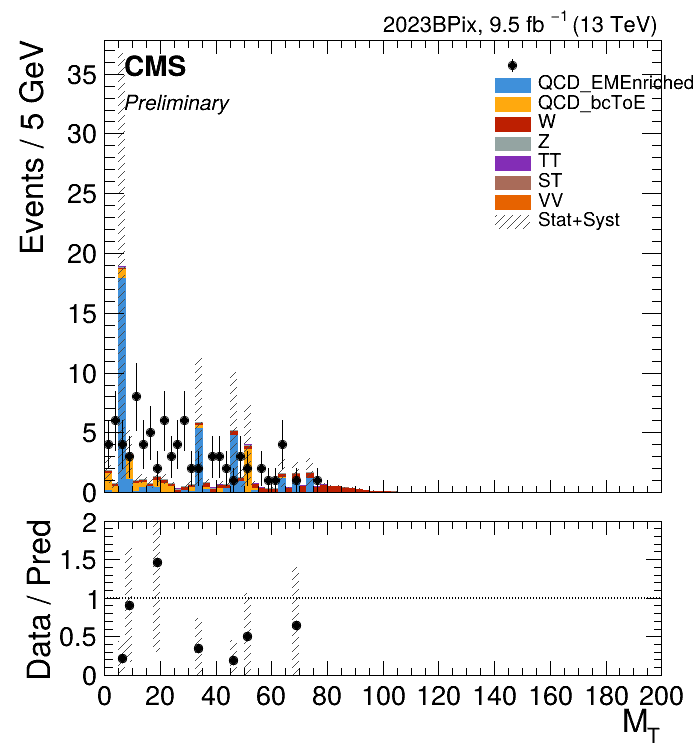 2023BPix, 9.5 fb⁻¹ (13 TeV)
CMS
Preliminary
QCD_EMEnriched
QCD_bcToE
W
Z
TT
ST
VV
Stat+Syst
Events / 5 GeV
35
30
25
20
15
10
5
0
Data / Pred
2
1.5
1
0.5
0
0 20 40 60 80 100 120 140 160 180 200
M_T